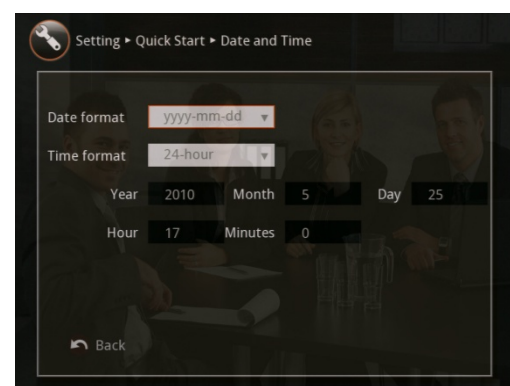 Setting ▸ Quick Start ▸ Date and Time
Date format yyyy-mm-dd
Time format 24-hour
Year 2010 Month 5 Day 25
Hour 17 Minutes 0
Back